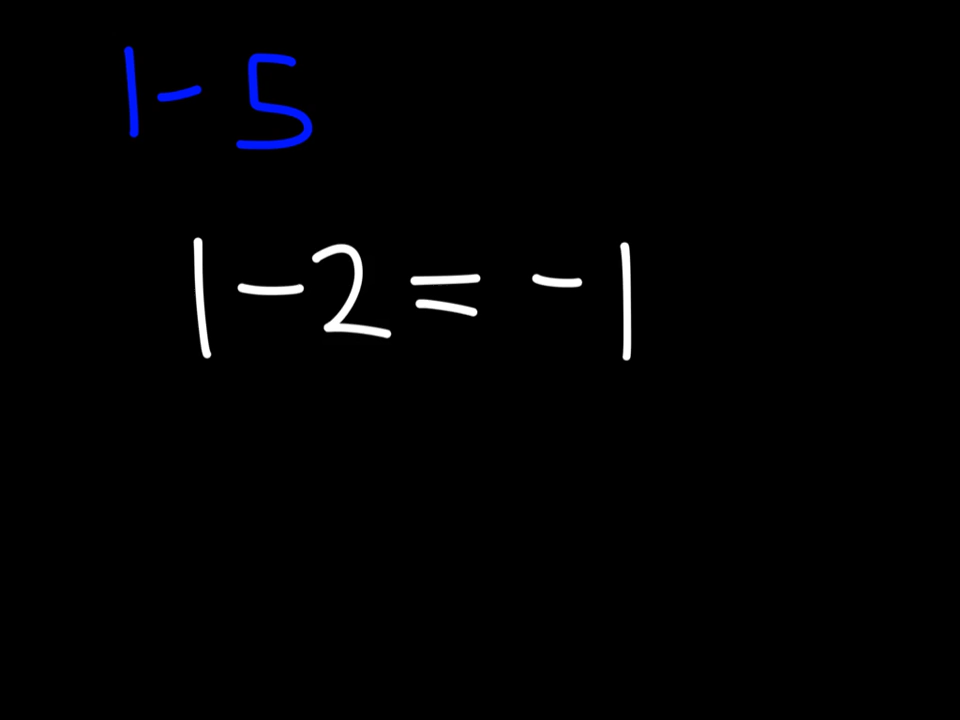 1 - 5
1 - 2 = - 1